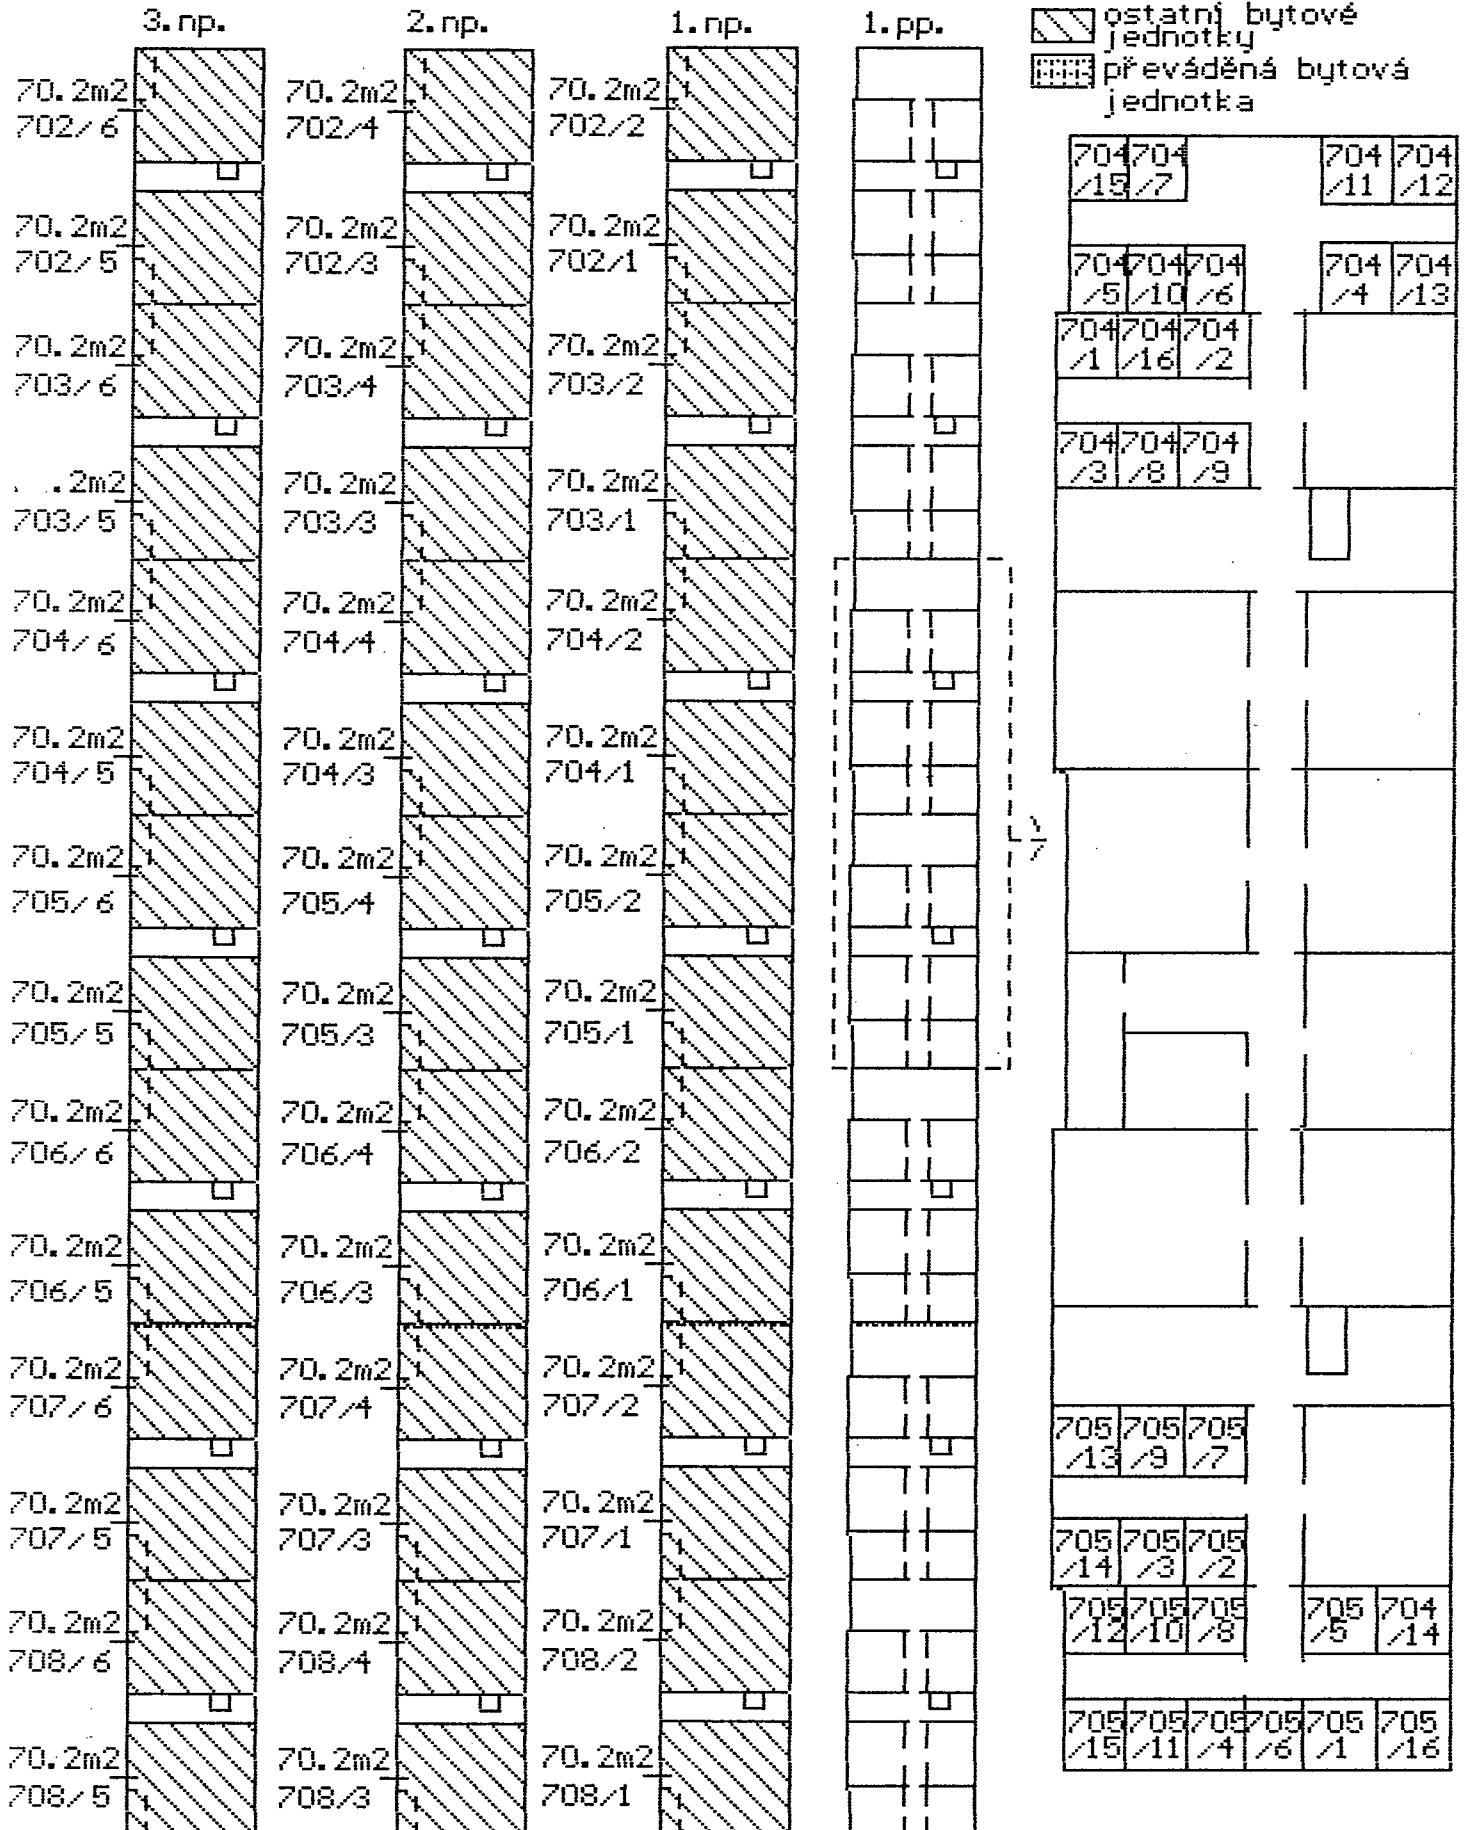 3.np. 2.np. 1.np. 1.pp.
ostatní bytové
jednotky
převáděná bytová
jednotka
70.2m2 70.2m2 70.2m2
702/6 702/4 702/2
70.2m2 70.2m2 70.2m2
702/5 702/3 702/1
70.2m2 70.2m2 70.2m2
703/6 703/4 703/2
.2m2 70.2m2 70.2m2
703/5 703/3 703/1
70.2m2 70.2m2 70.2m2
704/6 704/4 704/2
70.2m2 70.2m2 70.2m2
704/5 704/3 704/1
70.2m2 70.2m2 70.2m2
705/6 705/4 705/2
70.2m2 70.2m2 70.2m2
705/5 705/3 705/1
70.2m2 70.2m2 70.2m2
706/6 706/4 706/2
70.2m2 70.2m2 70.2m2
706/5 706/3 706/1
70.2m2 70.2m2 70.2m2
707/6 707/4 707/2
70.2m2 70.2m2 70.2m2
707/5 707/3 707/1
70.2m2 70.2m2 70.2m2
708/6 708/4 708/2
70.2m2 70.2m2 70.2m2
708/5 708/3 708/1
704 704 704 704
/15 /7 /11 /12
704 704 704 704 704
/5 /10 /6 /4 /13
704 704 704
/1 /16 /2
704 704 704
/3 /8 /9
705 705 705
/13 /9 /7
705 705 705
/14 /3 /2
705 705 705 705 704
/12 /10 /8 /5 /14
705 705 705 705 705 705
/15 /11 /4 /6 /1 /16